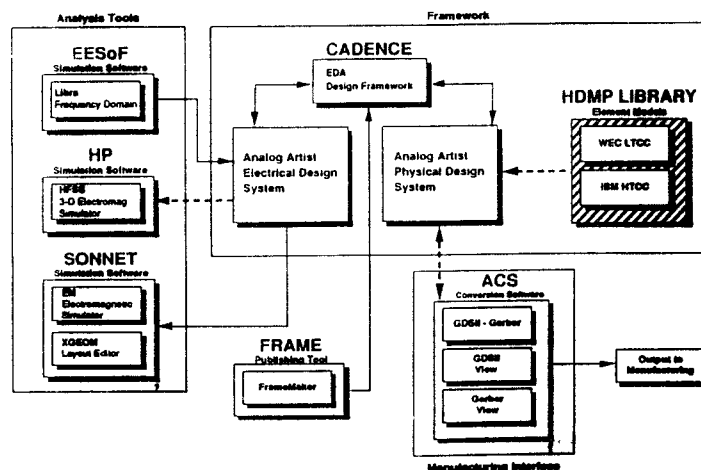 Analysis Tools
Framework
EESoF
Simulation Software
Libra
Frequency Domain
HP
Simulation Software
HFSS
3-D Electromag
Simulator
SONNET
Simulation Software
EM
Electromagnetic
Simulator
XGEOM
Layout Editor
CADENCE
EDA
Design Framework
Analog Artist
Electrical Design
System
Analog Artist
Physical Design
System
HDMP LIBRARY
Element Models
WEC LTCC
IBM HTCC
FRAME
Publishing Tool
FrameMaker
ACS
Conversion Software
GDSII - Gerber
GDSII
View
Gerber
View
Output to
Manufacturing
Manufacturing Interface